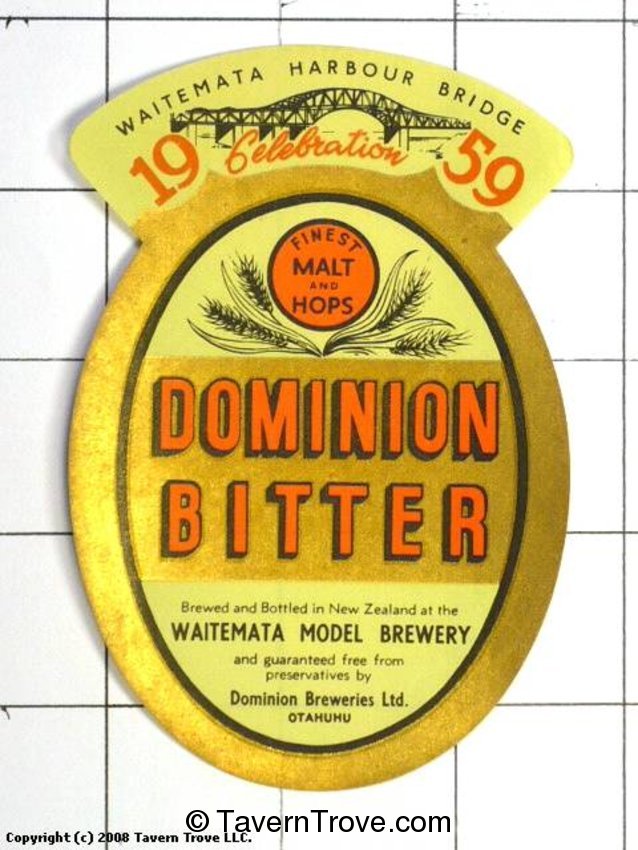 WAITEMATA HARBOUR BRIDGE
19 Celebration 59
FINEST
MALT
AND
HOPS
DOMINION
BITTER
Brewed and Bottled in New Zealand at the
WAITEMATA MODEL BREWERY
and guaranteed free from
preservatives by
Dominion Breweries Ltd.
OTAHUHU
© TavernTrove.com
Copyright (c) 2008 Tavern Trove LLC.